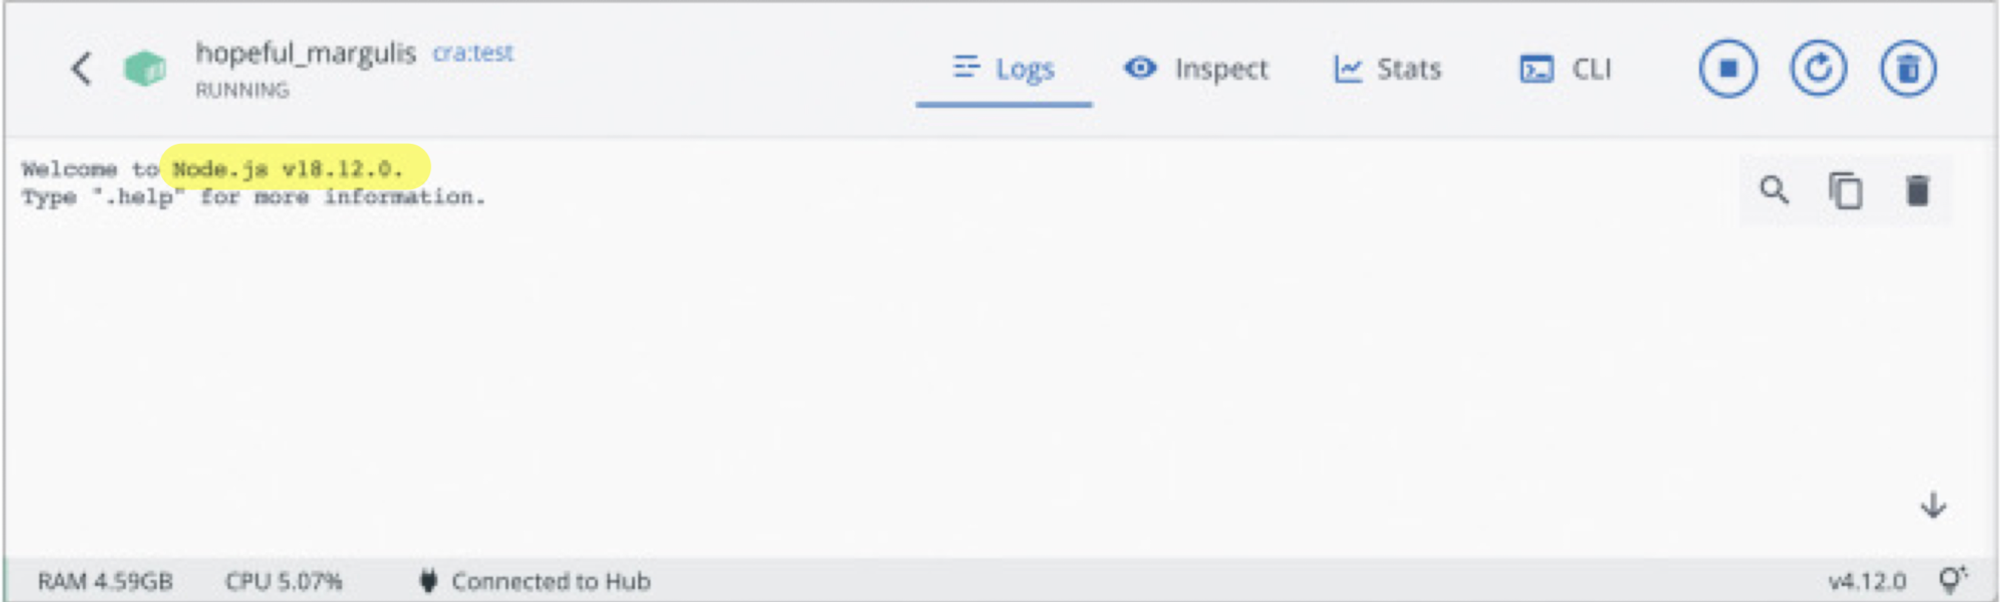 hopeful_margulis cra:test
RUNNING
Logs
Inspect
Stats
CLI
Welcome to Node.js v18.12.0.
Type ".help" for more information.
RAM 4.59GB
CPU 5.07%
Connected to Hub
v4.12.0